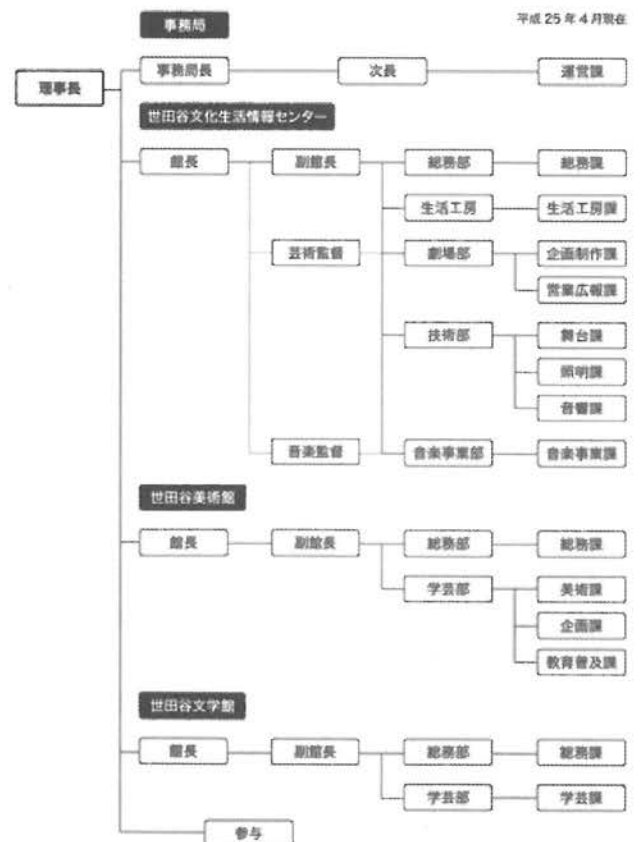 事務局
平成25年4月現在
理事長
事務局長 次長 運営課
世田谷文化生活情報センター
館長 副館長 総務部 総務課
生活工房 生活工房課
芸術監督 劇場部 企画制作課
営業広報課
技術部 舞台課
照明課
音響課
音楽監督 音楽事業部 音楽事業課
世田谷美術館
館長 副館長 総務部 総務課
学芸部 美術課
企画課
教育普及課
世田谷文学館
館長 副館長 総務部 総務課
学芸部 学芸課
参与